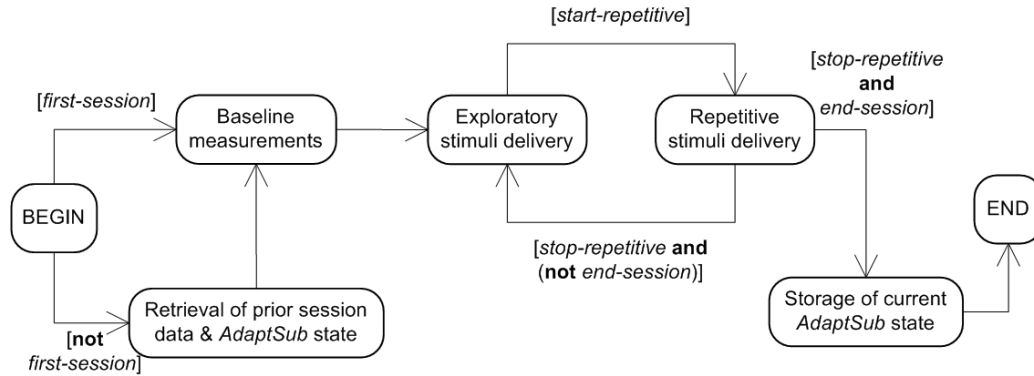 [start-repetitive]
[stop-repetitive
and
end-session]
[first-session]
Baseline
measurements
Exploratory
stimuli delivery
Repetitive
stimuli delivery
BEGIN
END
[stop-repetitive and
(not end-session)]
Retrieval of prior session
data & AdaptSub state
Storage of current
AdaptSub state
[not
first-session]